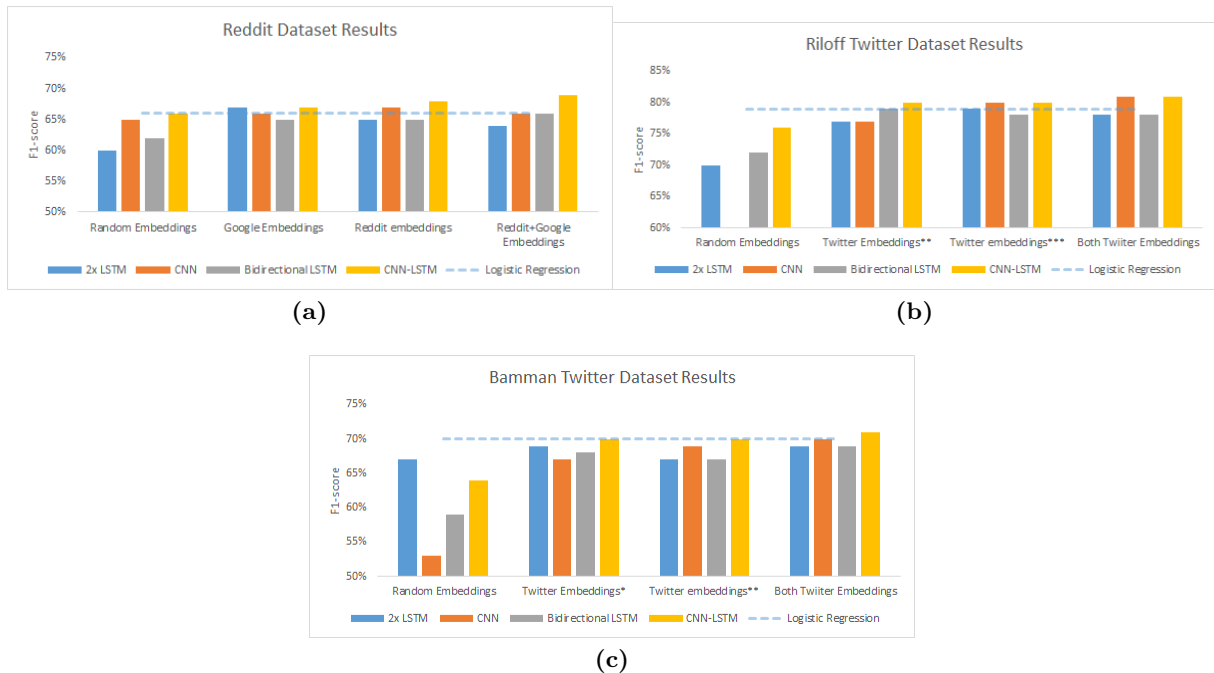 Reddit Dataset Results
75%
70%
65%
60%
55%
50%
F1-score
Random Embeddings Google Embeddings Reddit embeddings Reddit+Google
Embeddings
2x LSTM CNN Bidirectional LSTM CNN-LSTM Logistic Regression
(a)
Riloff Twitter Dataset Results
85%
80%
75%
70%
65%
60%
F1-score
Random Embeddings Twitter Embeddings** Twitter embeddings*** Both Twiiter Embeddings
2x LSTM CNN Bidirectional LSTM CNN-LSTM Logistic Regression
(b)
Bamman Twitter Dataset Results
75%
70%
65%
60%
55%
50%
F1-score
Random Embeddings Twitter Embeddings* Twitter embeddings** Both Twiiter Embeddings
2x LSTM CNN Bidirectional LSTM CNN-LSTM Logistic Regression
(c)